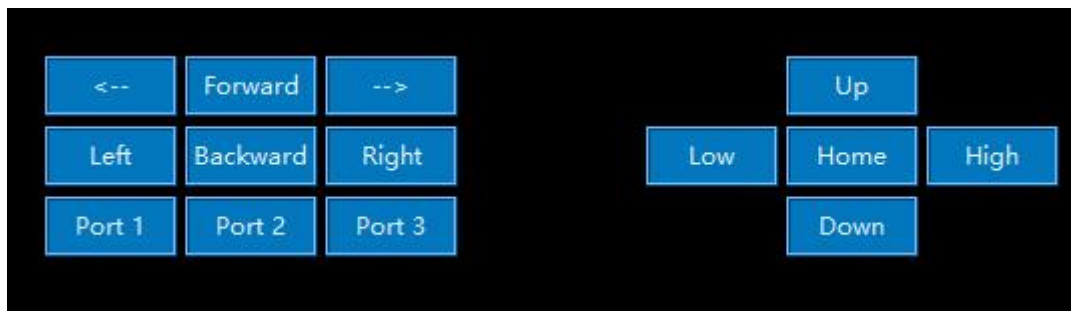 <-- Forward -->
Left Backward Right
Port 1 Port 2 Port 3
Up
Low Home High
Down